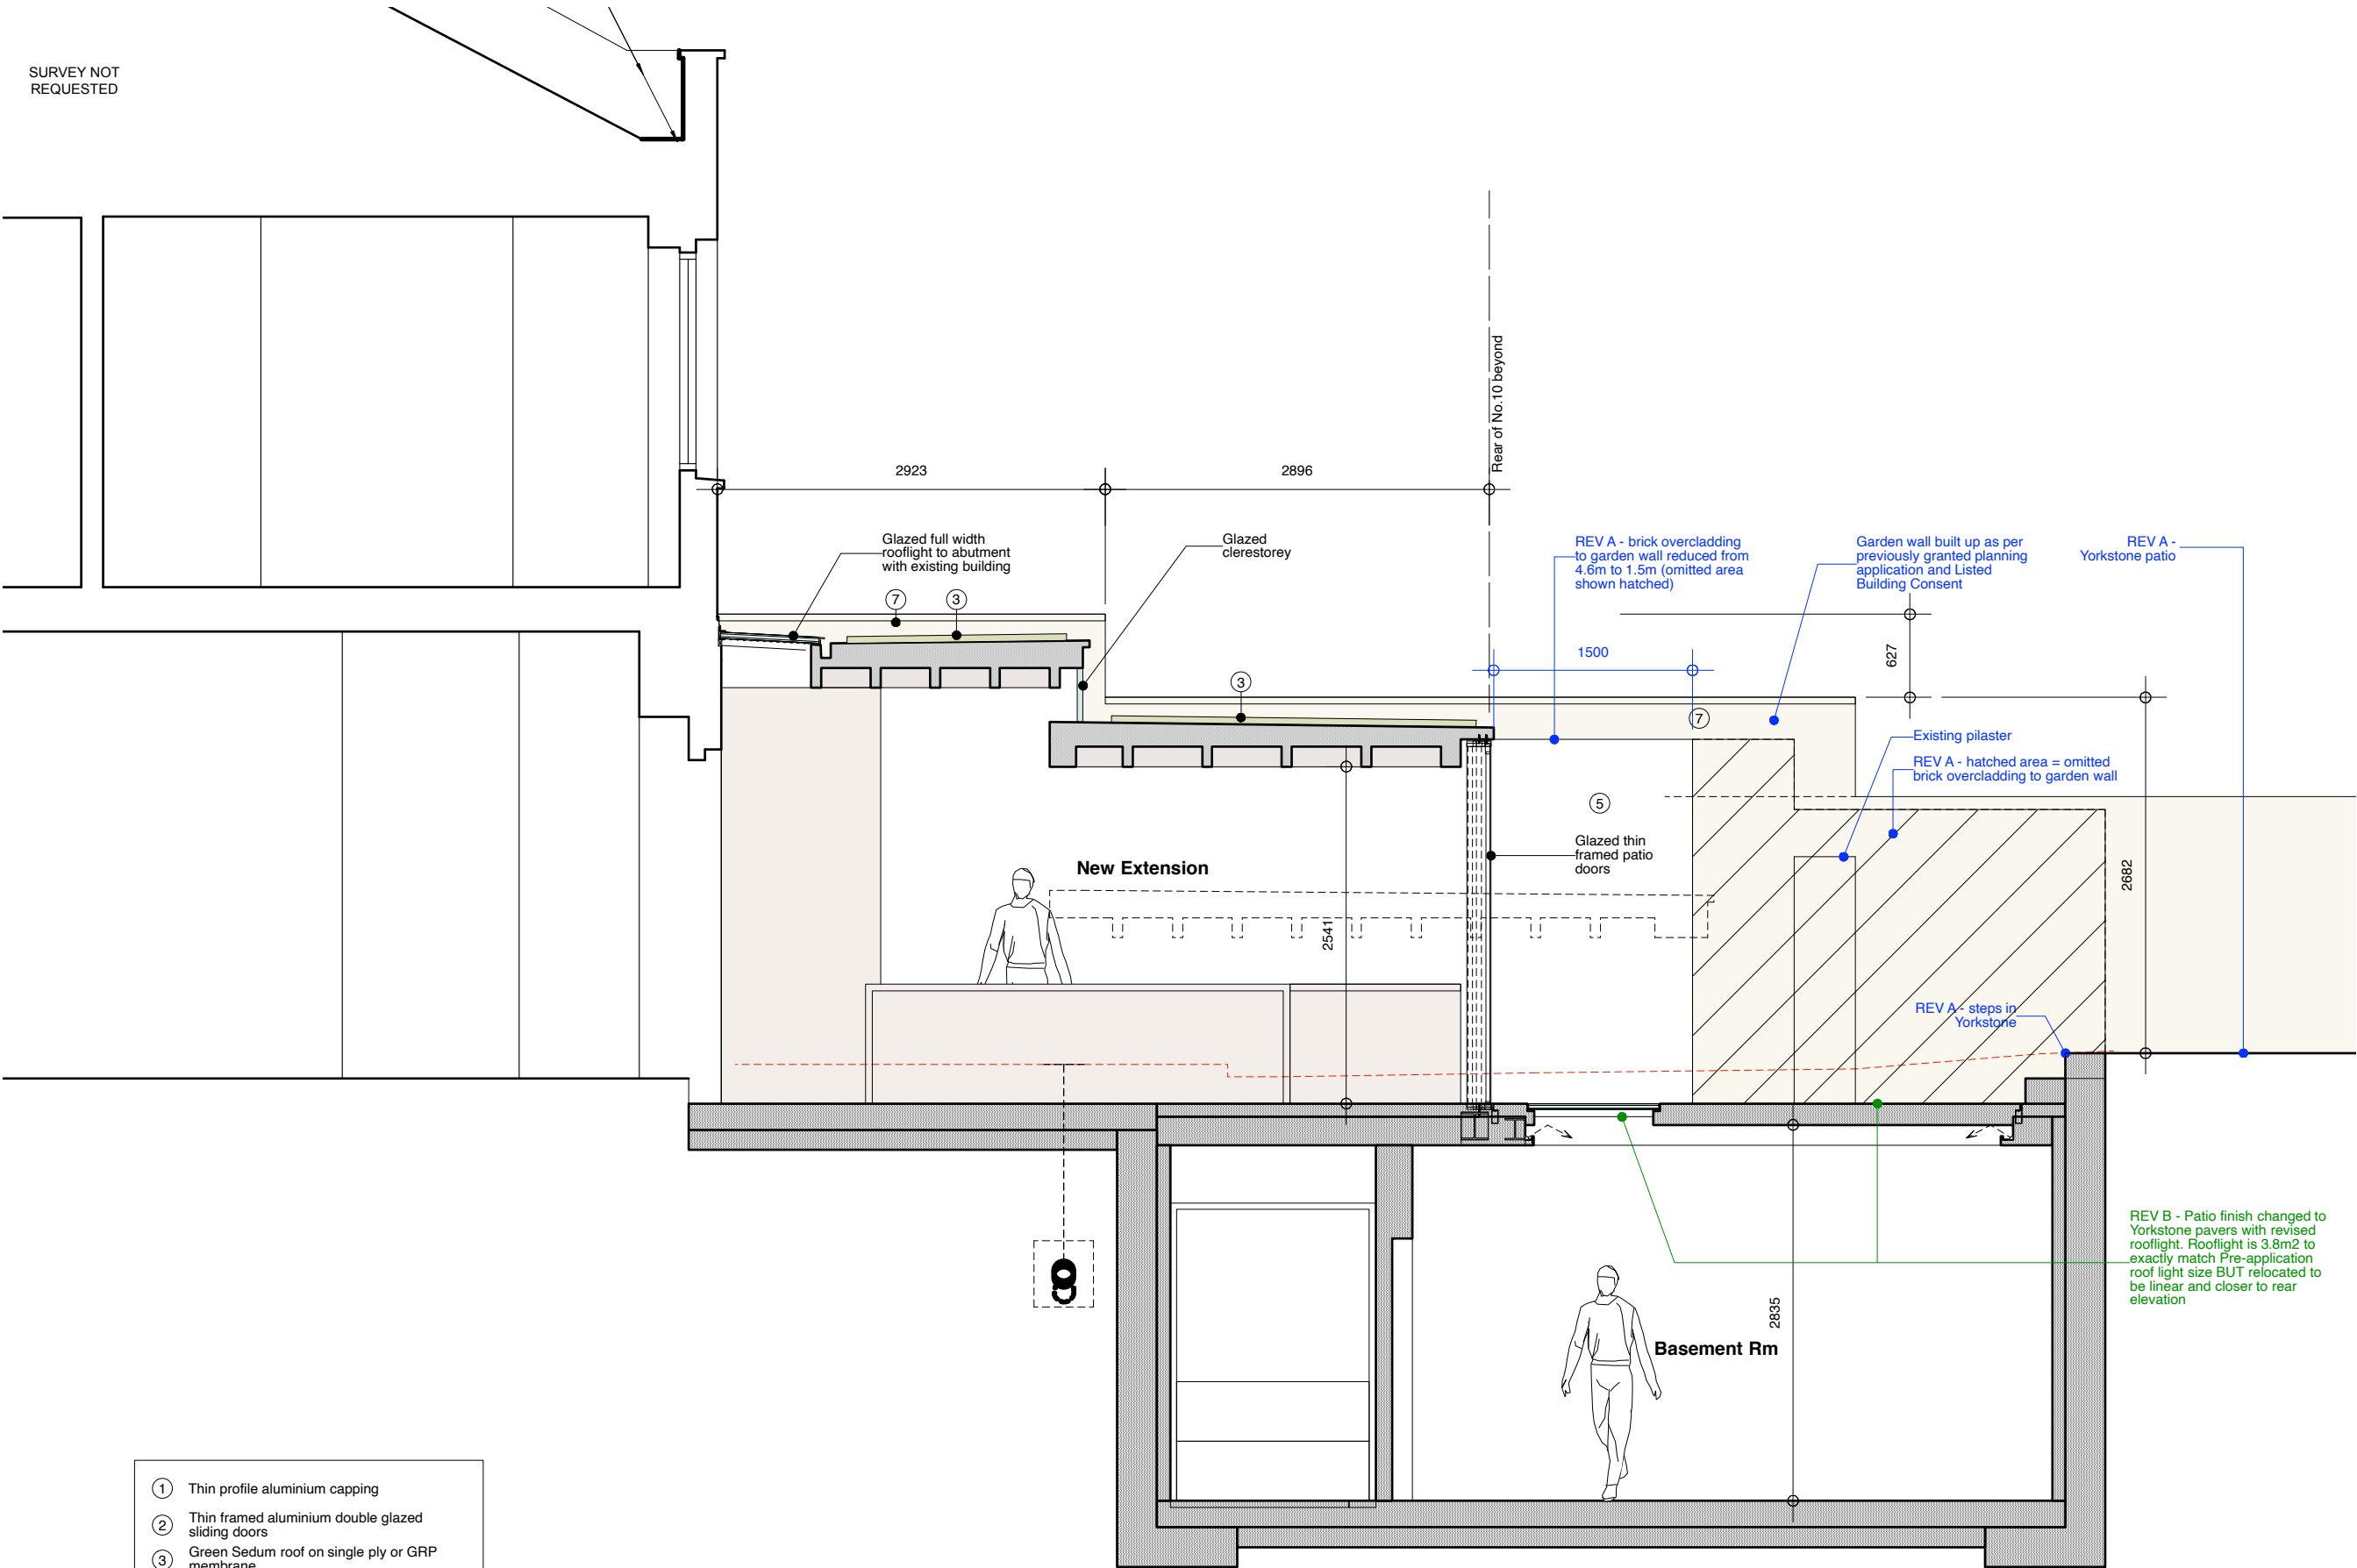 SURVEY NOT
REQUESTED
Rear of No.10 beyond
2923
2896
Glazed full width
rooflight to abutment
with existing building
Glazed
clerestorey
REV A - brick overcladding
to garden wall reduced from
4.6m to 1.5m (omitted area
shown hatched)
Garden wall built up as per
previously granted planning
application and Listed
Building Consent
REV A -
Yorkstone patio
7
3
1500
627
3
7
Existing pilaster
REV A - hatched area = omitted
brick overcladding to garden wall
5
Glazed thin
framed patio
doors
New Extension
2541
2682
REV A - steps in
Yorkstone
REV B - Patio finish changed to
Yorkstone pavers with revised
rooflight. Rooflight is 3.8m2 to
exactly match Pre-application
roof light size BUT relocated to
be linear and closer to rear
elevation
2835
Basement Rm
1 Thin profile aluminium capping
2 Thin framed aluminium double glazed
sliding doors
3 Green Sedum roof on single ply or GRP
membrane